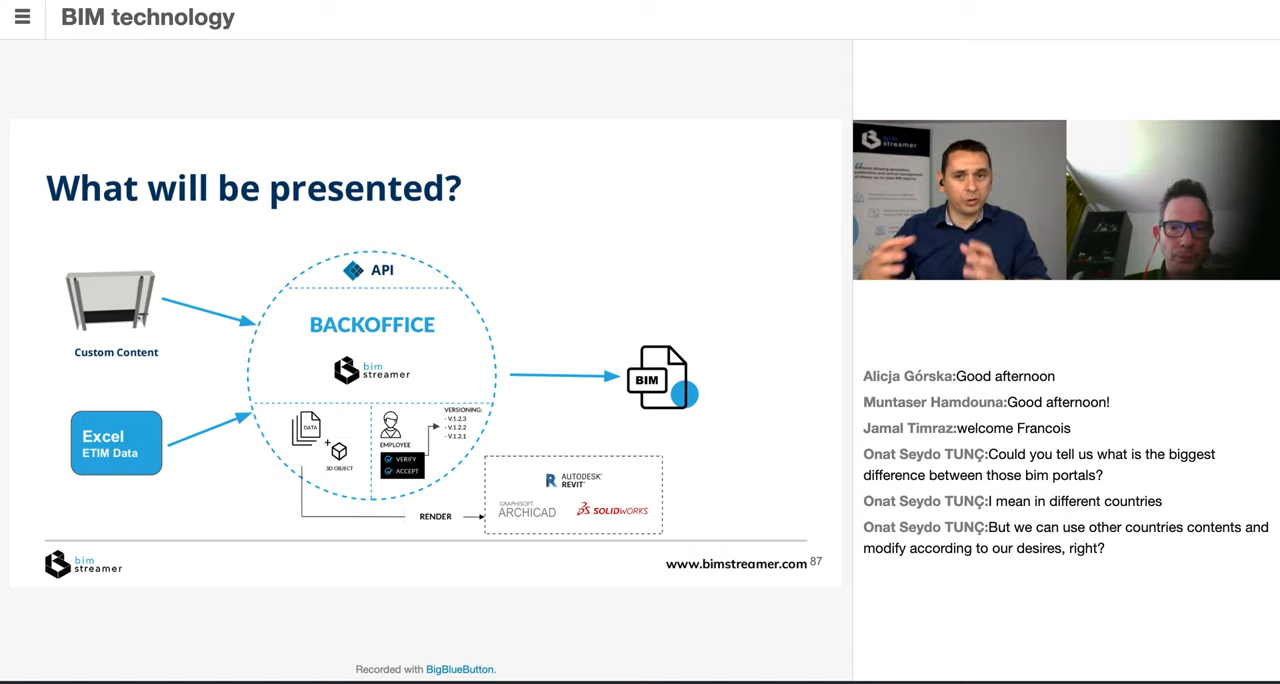 BIM technology
What will be presented?
Custom Content
Excel
ETIM Data
API
BACKOFFICE
bim
streamer
DATA
+
3D OBJECT
EMPLOYEE
VERIFY
ACCEPT
VERSIONING:
- V.1.2.3
- V.1.2.2
- V.1.2.1
RENDER
R AUTODESK
REVIT
GRAPHISOFT
ARCHICAD
SOLIDWORKS
BIM
bim
streamer
www.bimstreamer.com 87
Recorded with BigBlueButton.
bim
streamer
Alicja Górska:Good afternoon
Muntaser Hamdouna:Good afternoon!
Jamal Timraz:welcome Francois
Onat Seydo TUNÇ:Could you tell us what is the biggest
difference between those bim portals?
Onat Seydo TUNÇ:I mean in different countries
Onat Seydo TUNÇ:But we can use other countries contents and
modify according to our desires, right?